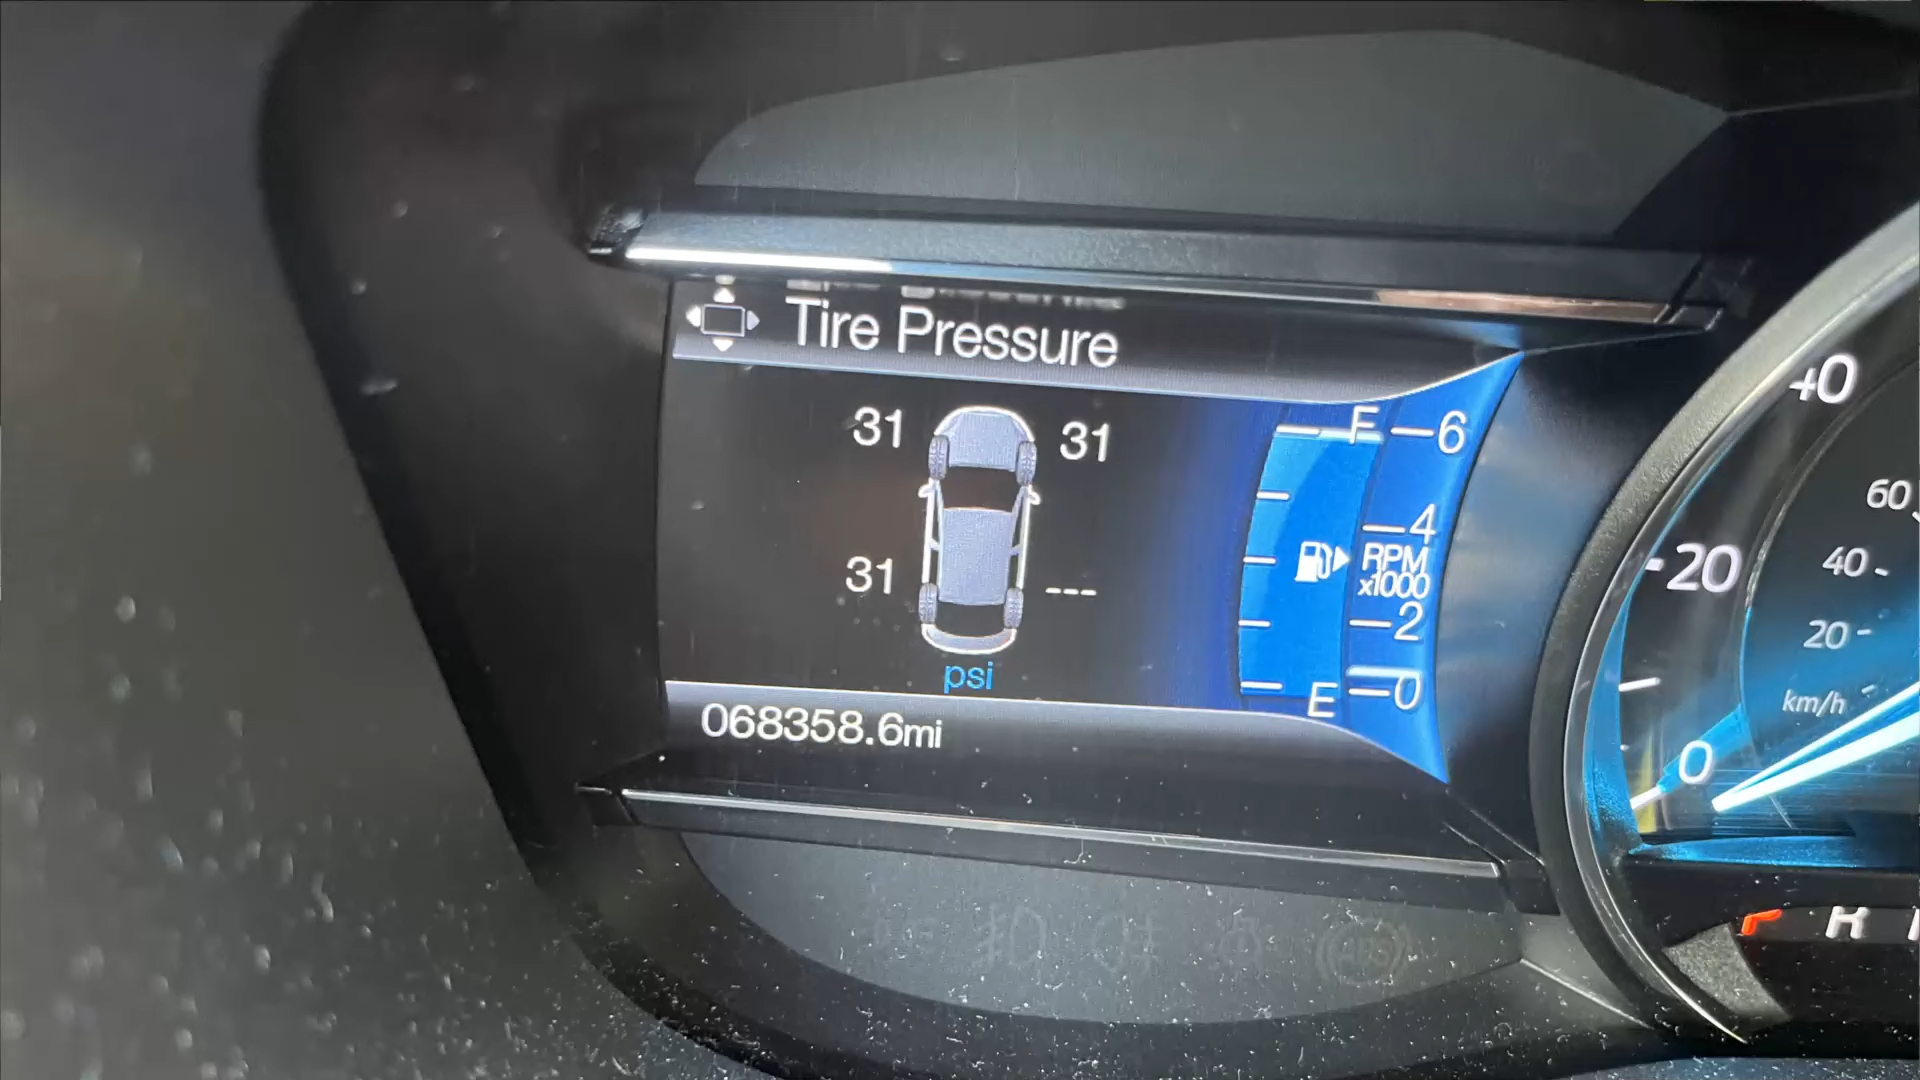 Tire Pressure
31 31
31 ---
psi
068358.6mi
F
E
6
4
RPM
x1000
2
0
20
0
60
40
20
km/h
R
ABS